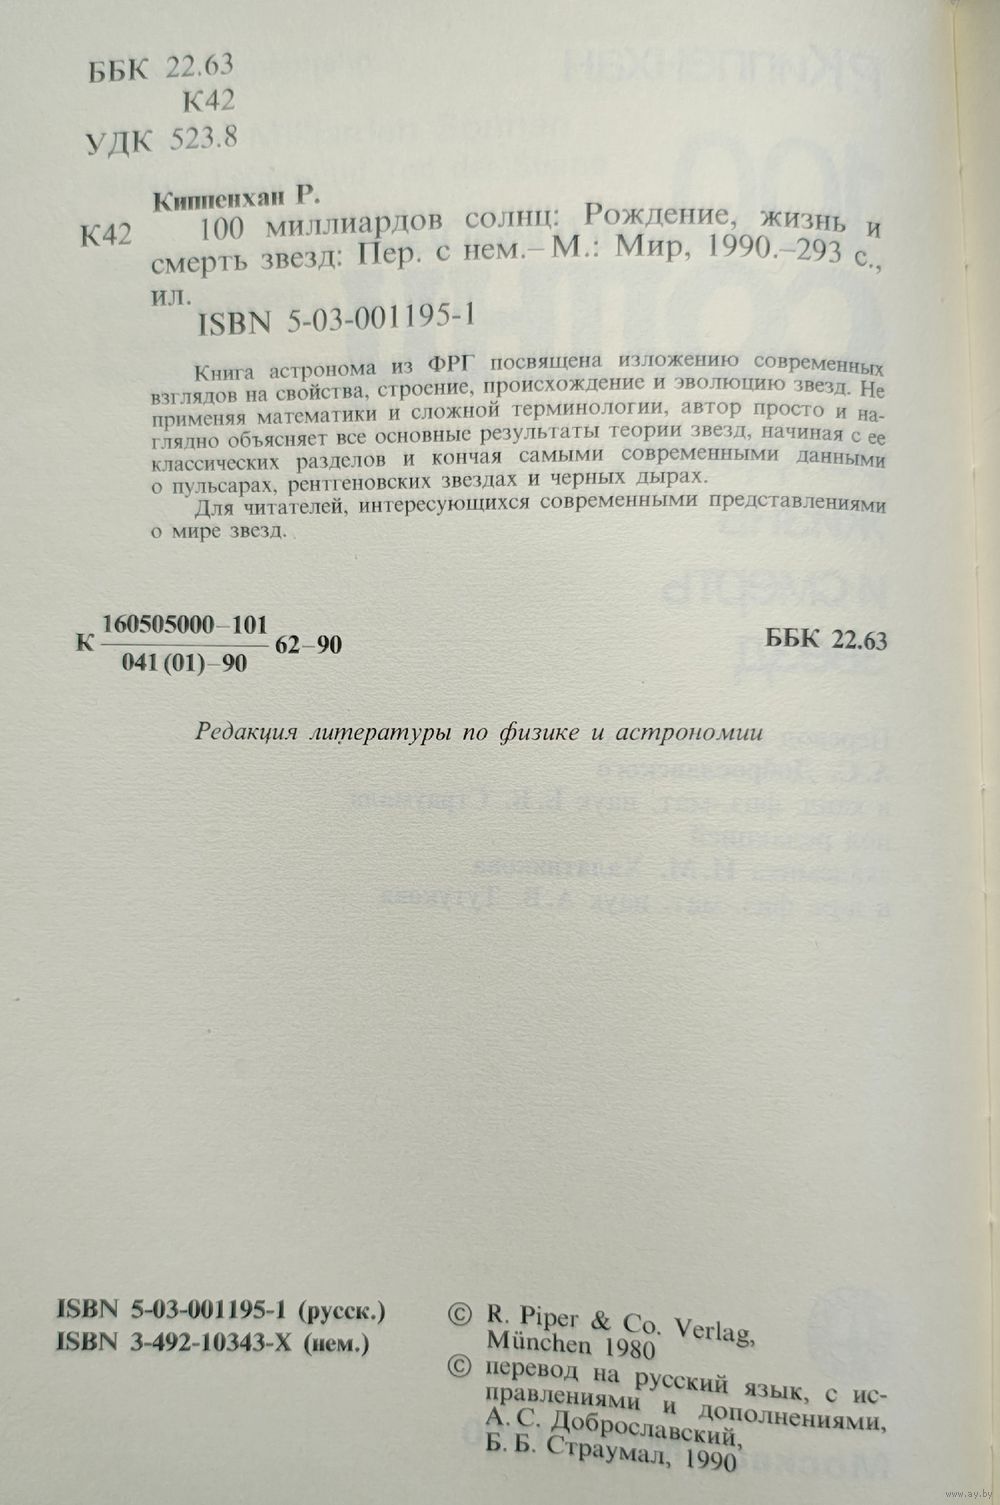 ББК 22.63
К42
УДК 523.8
Киппенхан Р.
К42 100 миллиардов солнц: Рождение, жизнь и
смерть звезд: Пер. с нем.–М.: Мир, 1990.–293 с.,
ил.
ISBN 5-03-001195-1
Книга астронома из ФРГ посвящена изложению современных
взглядов на свойства, строение, происхождение и эволюцию звезд. Не
применяя математики и сложной терминологии, автор просто и на-
глядно объясняет все основные результаты теории звезд, начиная с ее
классических разделов и кончая самыми современными данными
о пульсарах, рентгеновских звездах и черных дырах.
Для читателей, интересующихся современными представлениями
о мире звезд.
160505000–101
К 62–90
041(01)–90
ББК 22.63
Редакция литературы по физике и астрономии
ISBN 5-03-001195-1 (русск.)
ISBN 3-492-10343-X (нем.)
© R. Piper & Co. Verlag,
München 1980
© перевод на русский язык, с ис-
правлениями и дополнениями,
А. С. Доброславский,
Б. Б. Страумал, 1990
www.ay.by